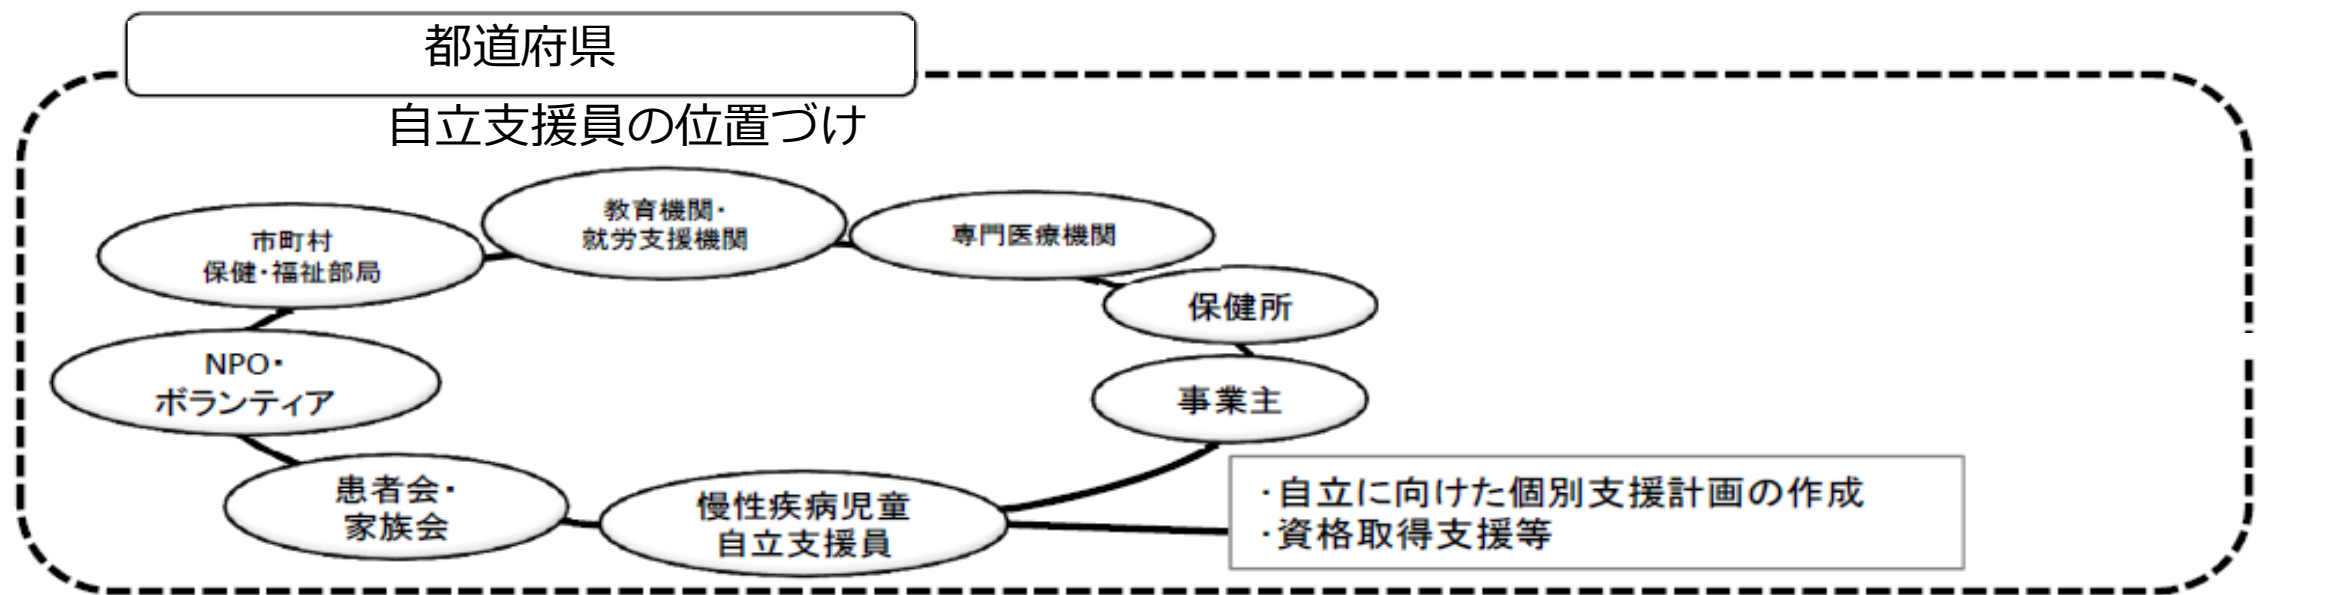 都道府県
自立支援員の位置づけ
教育機関・
就労支援機関
専門医療機関
市町村
保健・福祉部局
保健所
NPO・
ボランティア
事業主
患者会・
家族会
慢性疾病児童
自立支援員
・自立に向けた個別支援計画の作成
・資格取得支援等